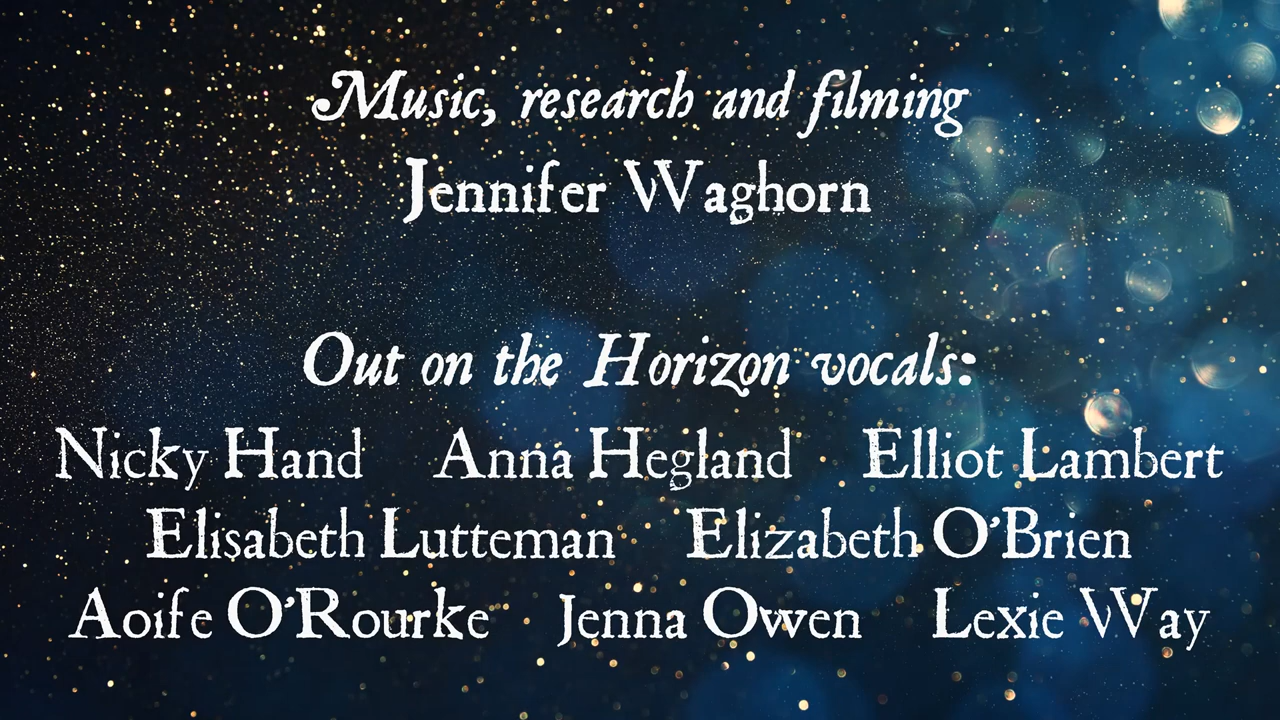 Music, research and filming
Jennifer Waghorn
Out on the Horizon vocals:
Nicky Hand Anna Hegland Elliot Lambert
Elisabeth Lutteman Elizabeth O'Brien
Aoife O'Rourke Jenna Owen Lexie Way